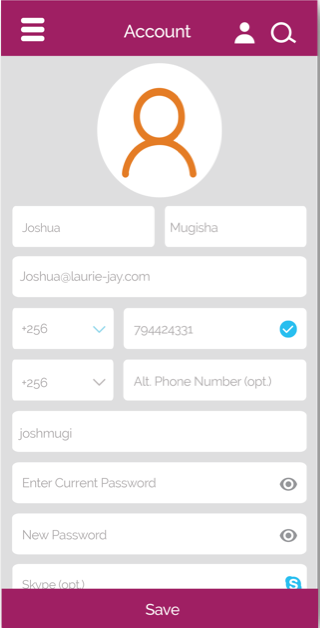 Account
Joshua Mugisha
Joshua@laurie-jay.com
+256 794424331
+256 Alt. Phone Number (opt.)
joshmugi
Enter Current Password
New Password
Skype (opt.)
Save